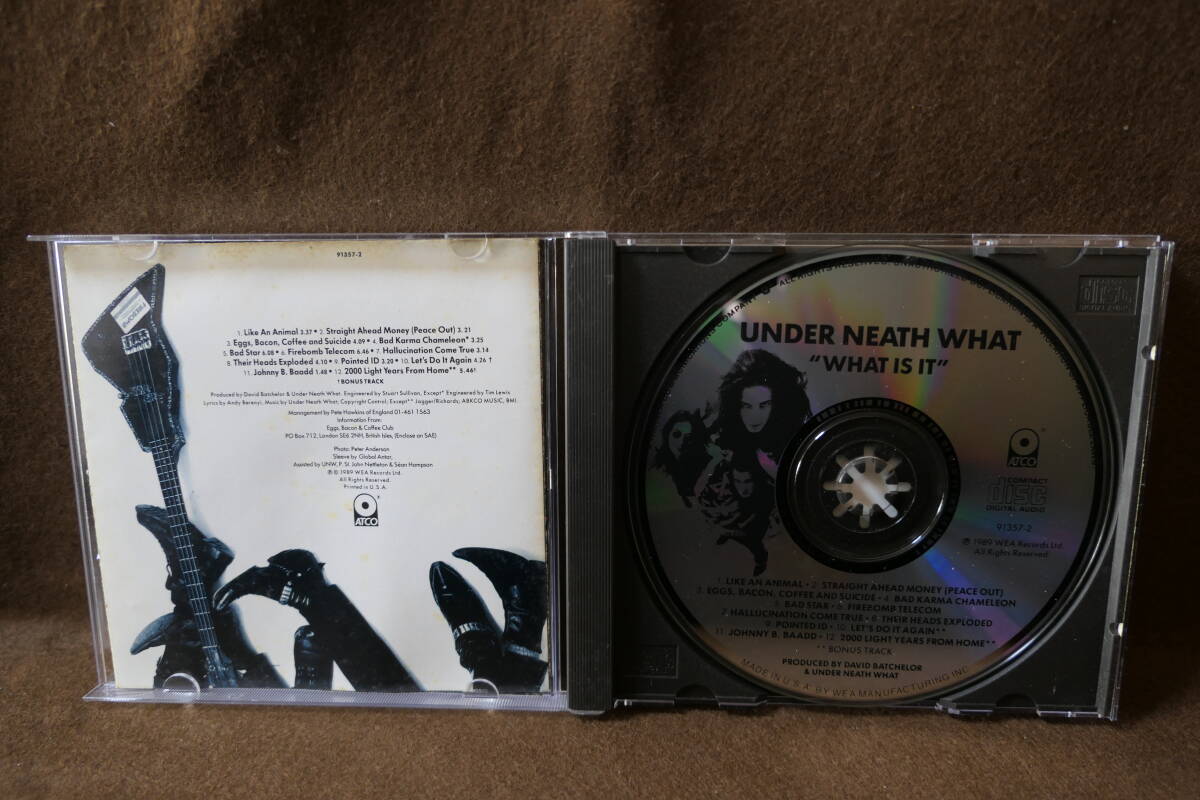 91357-2
1. Like An Animal 3.37 • 2. Straight Ahead Money (Peace Out) 3.21
3. Eggs, Bacon, Coffee and Suicide 4.09 • 4. Bad Karma Chameleon* 3.25
5. Bad Star 6.08 • 6. Firebomb Telecom 6.46 • 7. Hallucination Come True 3.14
8. Their Heads Exploded 4.10 • 9. Pointed ID 3.20 • 10. Let's Do It Again 4.26 †
11. Johnny B. Baadd 1.48 • 12. 2000 Light Years From Home** 5.46†
† BONUS TRACK
Produced by David Batchelor & Under Neath What. Engineered by Stuart Sullivan, Except* Engineered by Tim Lewis
Lyrics by Andy Berenyi. Music by Under Neath What, Copyright Control, Except** Jagger/Richards; ABKCO MUSIC, BMI.
Manangement by Pete Hawkins of England 01-461 1563
Information From:
Eggs, Bacon & Coffee Club
PO Box 712, London SE6 2NH, British Isles, (Enclose an SAE)
Photo: Peter Anderson
Sleeve by Global Antar,
Assisted by UNW, P. St. John Nettleton & Séan Hampson
℗ © 1989 WEA Records Ltd.
All Rights Reserved.
Printed in U.S.A.
ATCO
UNDER NEATH WHAT
"WHAT IS IT"
ATCO
COMPACT
disc
DIGITAL AUDIO
91357-2
℗ 1989 WEA Records Ltd.
All Rights Reserved.
1. LIKE AN ANIMAL • 2. STRAIGHT AHEAD MONEY (PEACE OUT)
3. EGGS, BACON, COFFEE AND SUICIDE • 4. BAD KARMA CHAMELEON
5. BAD STAR • 6. FIREBOMB TELECOM
7. HALLUCINATION COME TRUE • 8. THEIR HEADS EXPLODED
9. POINTED ID • 10. LET'S DO IT AGAIN**
11. JOHNNY B. BAADD • 12. 2000 LIGHT YEARS FROM HOME**
** BONUS TRACK
PRODUCED BY DAVID BATCHELOR
& UNDER NEATH WHAT
MADE IN U.S.A. BY WEA MANUFACTURING INC.
disc